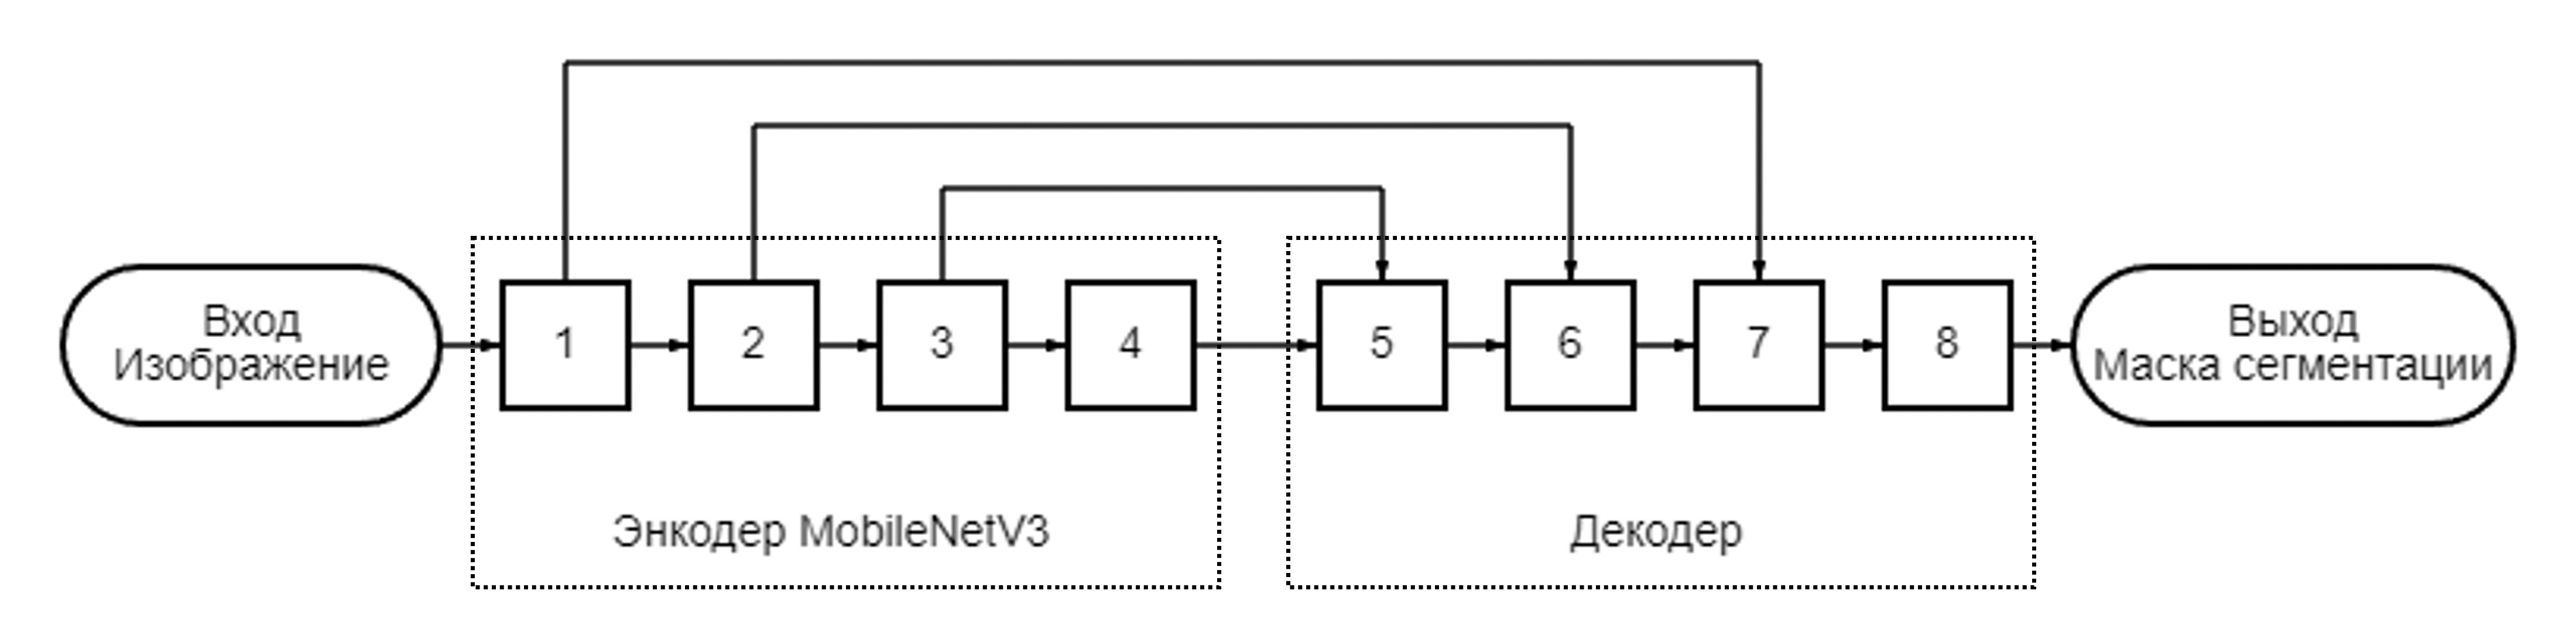 Вход
Изображение
1
2
3
4
5
6
7
8
Выход
Маска сегментации
Энкодер MobileNetV3
Декодер